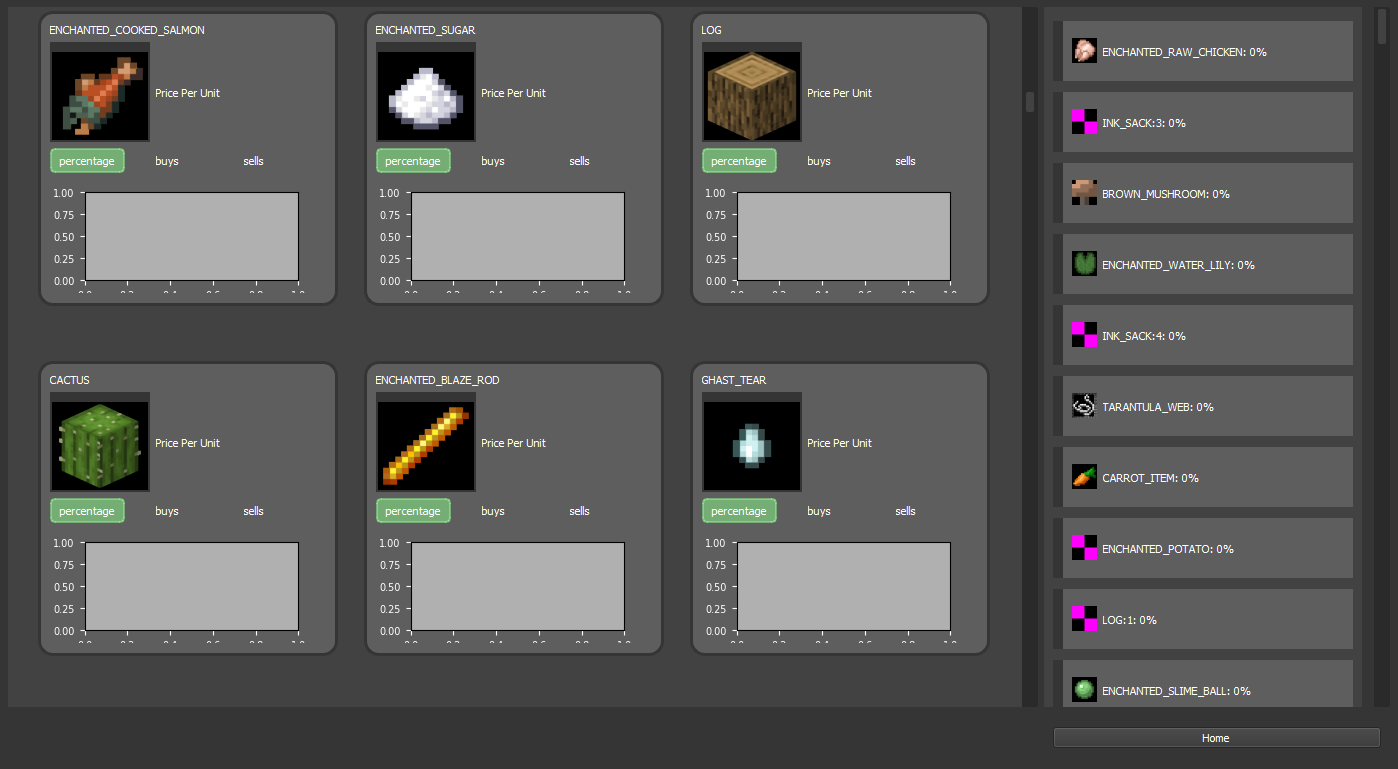 ENCHANTED_COOKED_SALMON
Price Per Unit
percentage buys sells
1.00
0.75
0.50
0.25
0.00
ENCHANTED_SUGAR
Price Per Unit
percentage buys sells
1.00
0.75
0.50
0.25
0.00
LOG
Price Per Unit
percentage buys sells
1.00
0.75
0.50
0.25
0.00
CACTUS
Price Per Unit
percentage buys sells
1.00
0.75
0.50
0.25
0.00
ENCHANTED_BLAZE_ROD
Price Per Unit
percentage buys sells
1.00
0.75
0.50
0.25
0.00
GHAST_TEAR
Price Per Unit
percentage buys sells
1.00
0.75
0.50
0.25
0.00
ENCHANTED_RAW_CHICKEN: 0%
INK_SACK:3: 0%
BROWN_MUSHROOM: 0%
ENCHANTED_WATER_LILY: 0%
INK_SACK:4: 0%
TARANTULA_WEB: 0%
CARROT_ITEM: 0%
ENCHANTED_POTATO: 0%
LOG:1: 0%
ENCHANTED_SLIME_BALL: 0%
Home